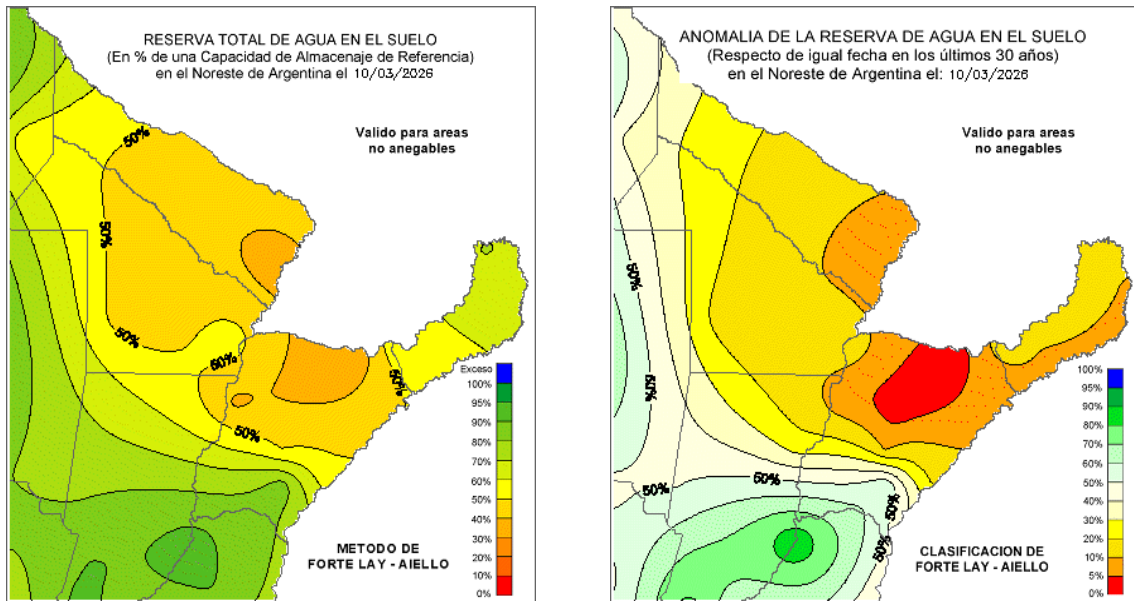 RESERVA TOTAL DE AGUA EN EL SUELO
(En % de una Capacidad de Almacenaje de Referencia)
en el Noreste de Argentina el 10/03/2026
Valido para areas
no anegables
50%
50%
50%
50%
50%
50%
Exceso
100%
95%
90%
80%
70%
60%
50%
40%
30%
20%
10%
0%
METODO DE
FORTE LAY - AIELLO
ANOMALIA DE LA RESERVA DE AGUA EN EL SUELO
(Respecto de igual fecha en los últimos 30 años)
en el Noreste de Argentina el: 10/03/2026
Valido para areas
no anegables
50%
50%
50%
50%
50%
50%
100%
95%
90%
80%
70%
60%
50%
40%
30%
20%
10%
5%
0%
CLASIFICACION DE
FORTE LAY - AIELLO